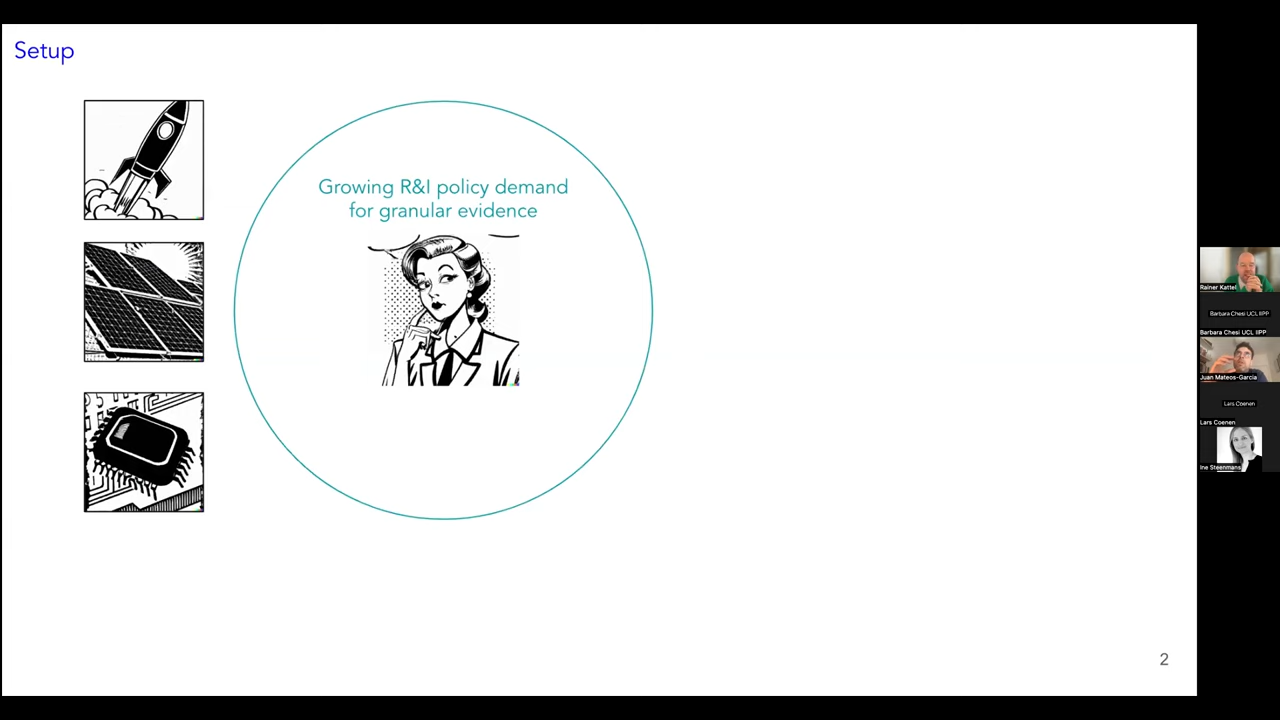 Setup
Growing R&I policy demand
for granular evidence
2
Rainer Kattel
Barbara Chesi UCL IIPP
Barbara Chesi UCL IIPP
Juan Mateos-Garcia
Lars Coenen
Lars Coenen
Ine Steenmans